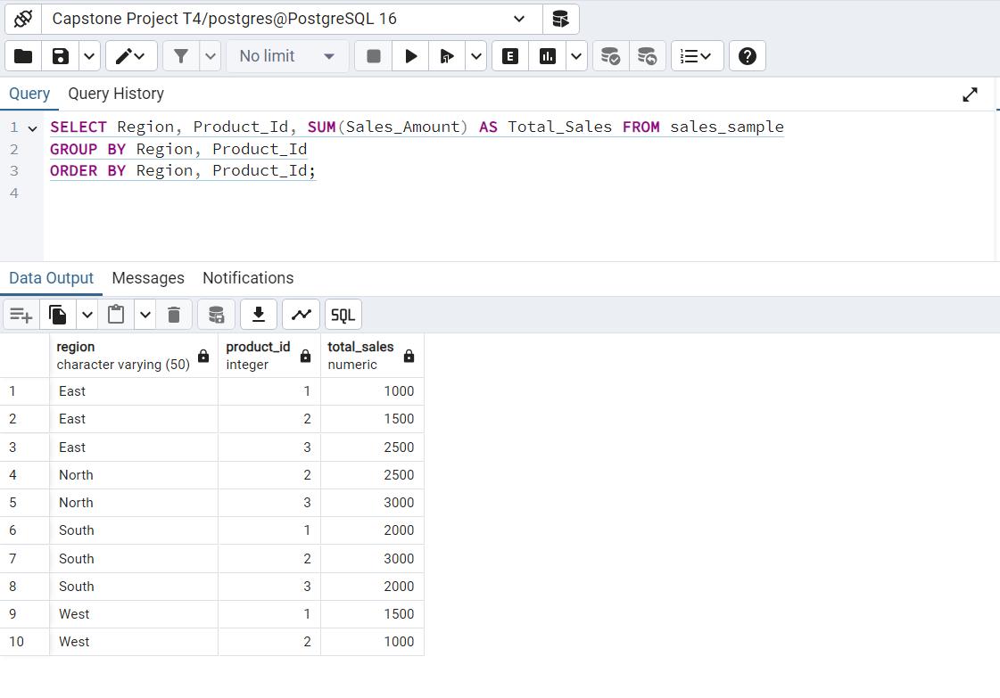 Capstone Project T4/postgres@PostgreSQL 16
No limit E
Query Query History
1 SELECT Region, Product_Id, SUM(Sales_Amount) AS Total_Sales FROM sales_sample
2 GROUP BY Region, Product_Id
3 ORDER BY Region, Product_Id;
4
Data Output Messages Notifications
SQL
region product_id total_sales
character varying (50) integer numeric
1 East 1 1000
2 East 2 1500
3 East 3 2500
4 North 2 2500
5 North 3 3000
6 South 1 2000
7 South 2 3000
8 South 3 2000
9 West 1 1500
10 West 2 1000